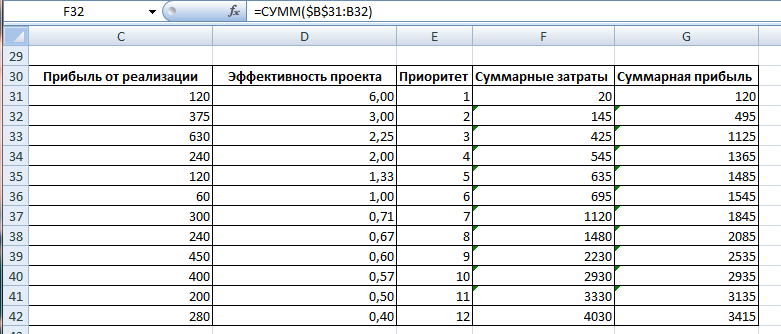 F32 fx =СУММ($B$31:B32)
C D E F G
29
30 Прибыль от реализации Эффективность проекта Приоритет Суммарные затраты Суммарная прибыль
31 120 6,00 1 20 120
32 375 3,00 2 145 495
33 630 2,25 3 425 1125
34 240 2,00 4 545 1365
35 120 1,33 5 635 1485
36 60 1,00 6 695 1545
37 300 0,71 7 1120 1845
38 240 0,67 8 1480 2085
39 450 0,60 9 2230 2535
40 400 0,57 10 2930 2935
41 200 0,50 11 3330 3135
42 280 0,40 12 4030 3415